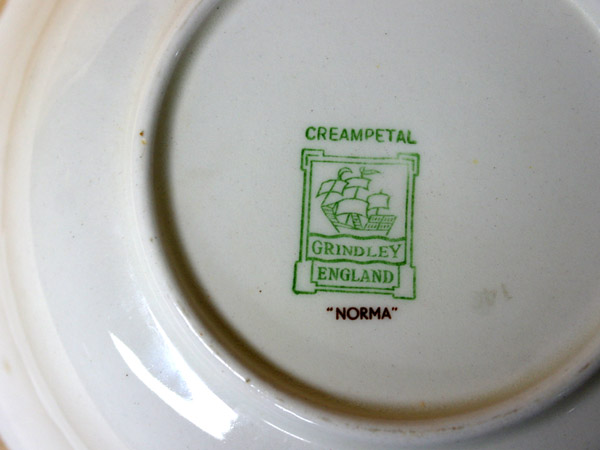 CREAMPETAL
GRINDLEY
ENGLAND
"NORMA"